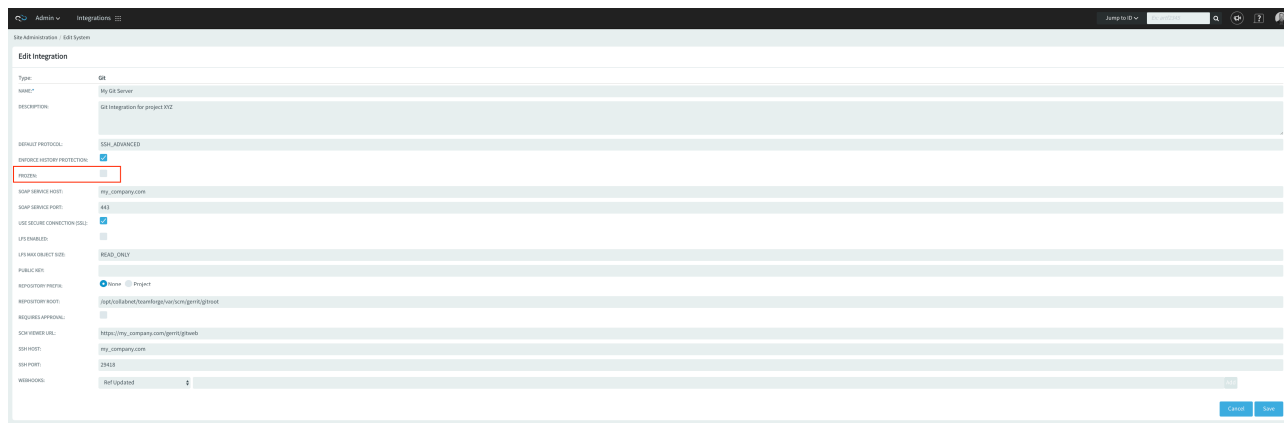 Admin Integrations Jump to ID
Site Administration / Edit System
Edit Integration
Type: Git
NAME:* My Git Server
DESCRIPTION: Git Integration for project XYZ
DEFAULT PROTOCOL: SSH_ADVANCED
ENFORCE HISTORY PROTECTION:
FROZEN:
SOAP SERVICE HOST: my_company.com
SOAP SERVICE PORT: 443
USE SECURE CONNECTION (SSL):
LFS ENABLED:
LFS MAX OBJECT SIZE: READ_ONLY
PUBLIC KEY:
REPOSITORY PREFIX: None Project
REPOSITORY ROOT: /opt/collabnet/teamforge/var/scm/gerrit/gitroot
REQUIRES APPROVAL:
SCM VIEWER URL: https://my_company.com/gerrit/gitweb
SSH HOST: my_company.com
SSH PORT: 29418
WEBHOOKS: Ref Updated
Cancel Save